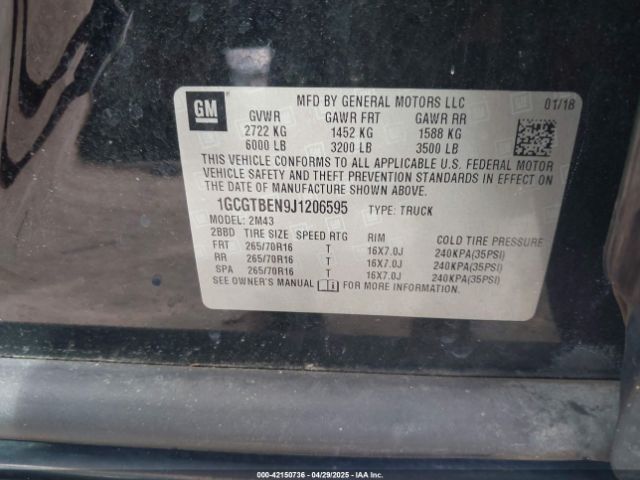 GM
MFD BY GENERAL MOTORS LLC 01/18
GVWR GAWR FRT GAWR RR
2722 KG 1452 KG 1588 KG
6000 LB 3200 LB 3500 LB
THIS VEHICLE CONFORMS TO ALL APPLICABLE U.S. FEDERAL MOTOR
VEHICLE SAFETY AND THEFT PREVENTION STANDARDS IN EFFECT ON
THE DATE OF MANUFACTURE SHOWN ABOVE.
1GCGTBEN9J1206595 TYPE: TRUCK
MODEL: 2M43
2BBD TIRE SIZE SPEED RTG RIM COLD TIRE PRESSURE
FRT 265/70R16 T 16X7.0J 240KPA(35PSI)
RR 265/70R16 T 16X7.0J 240KPA(35PSI)
SPA 265/70R16 T 16X7.0J 240KPA(35PSI)
SEE OWNER'S MANUAL FOR MORE INFORMATION.
000-42150736 - 04/29/2025 - IAAI.COM